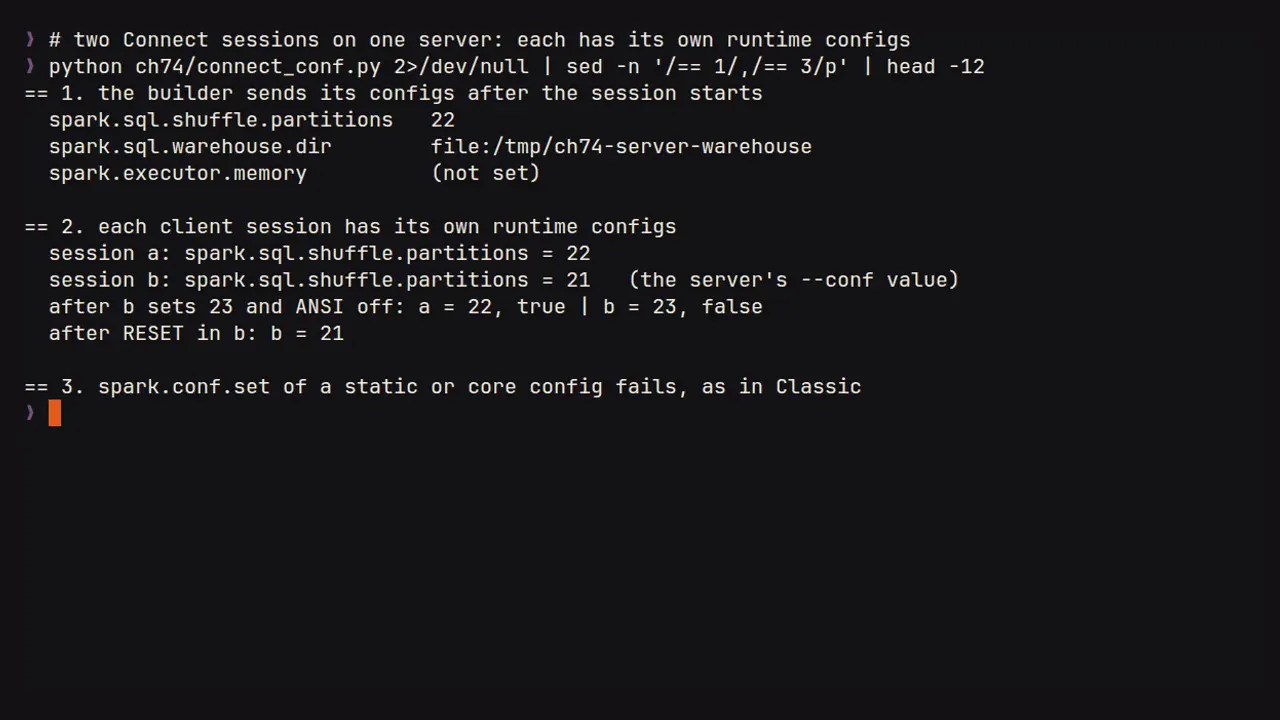 ❯ # two Connect sessions on one server: each has its own runtime configs
❯ python ch74/connect_conf.py 2>/dev/null | sed -n '/== 1/,/== 3/p' | head -12
== 1. the builder sends its configs after the session starts
  spark.sql.shuffle.partitions   22
  spark.sql.warehouse.dir        file:/tmp/ch74-server-warehouse
  spark.executor.memory          (not set)

== 2. each client session has its own runtime configs
  session a: spark.sql.shuffle.partitions = 22
  session b: spark.sql.shuffle.partitions = 21   (the server's --conf value)
  after b sets 23 and ANSI off: a = 22, true | b = 23, false
  after RESET in b: b = 21

== 3. spark.conf.set of a static or core config fails, as in Classic
❯